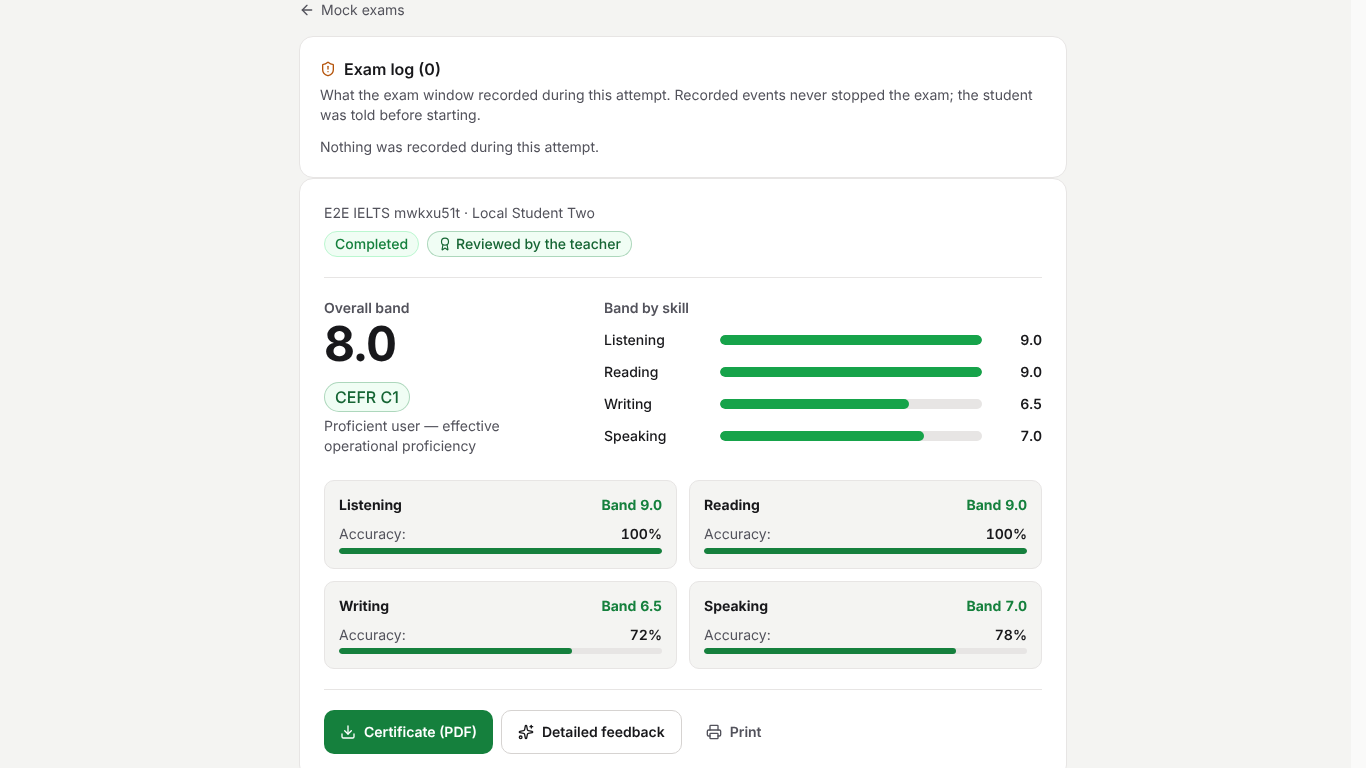 Mock exams
Exam log (0)
What the exam window recorded during this attempt. Recorded events never stopped the exam; the student
was told before starting.
Nothing was recorded during this attempt.
E2E IELTS mwkxu51t · Local Student Two
Completed
Reviewed by the teacher
Overall band
8.0
CEFR C1
Proficient user — effective
operational proficiency
Band by skill
Listening 9.0
Reading 9.0
Writing 6.5
Speaking 7.0
Listening Band 9.0
Accuracy: 100%
Reading Band 9.0
Accuracy: 100%
Writing Band 6.5
Accuracy: 72%
Speaking Band 7.0
Accuracy: 78%
Certificate (PDF)
Detailed feedback
Print